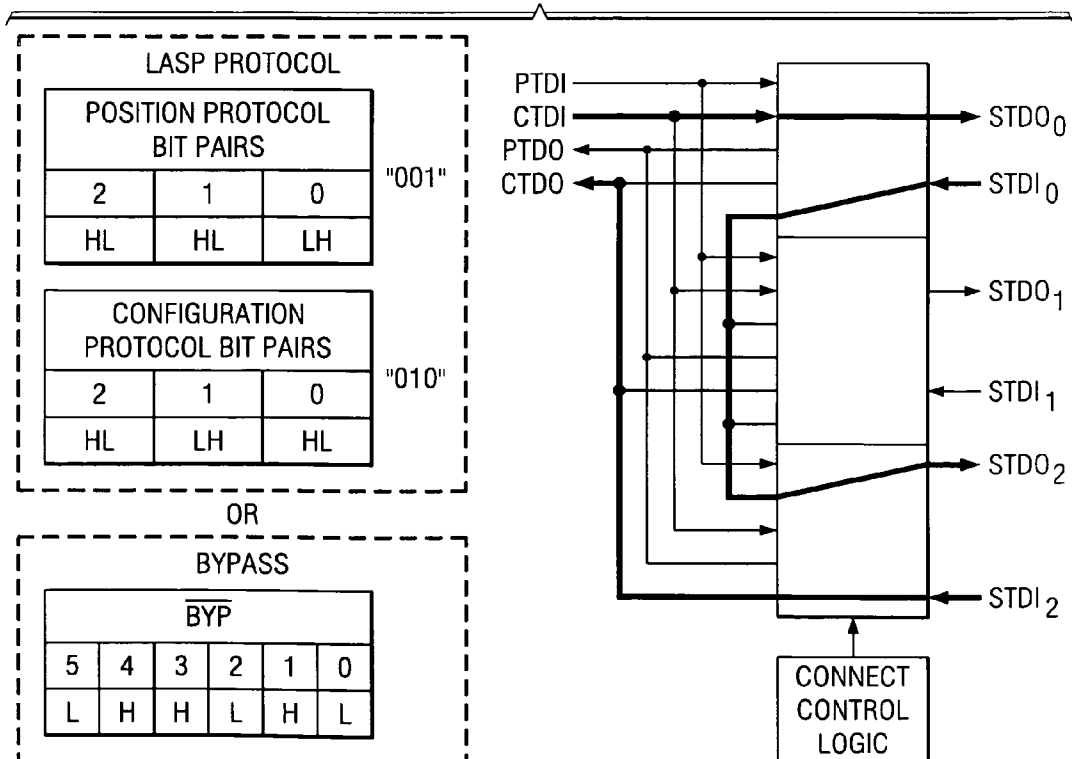 LASP PROTOCOL
POSITION PROTOCOL
BIT PAIRS
2 1 0
HL HL LH
"001"
CONFIGURATION
PROTOCOL BIT PAIRS
2 1 0
HL LH HL
"010"
OR
BYPASS
BYP
5 4 3 2 1 0
L H H L H L
PTDI
CTDI
PTDO
CTDO
STDO0
STDI0
STDO1
STDI1
STDO2
STDI2
CONNECT
CONTROL
LOGIC